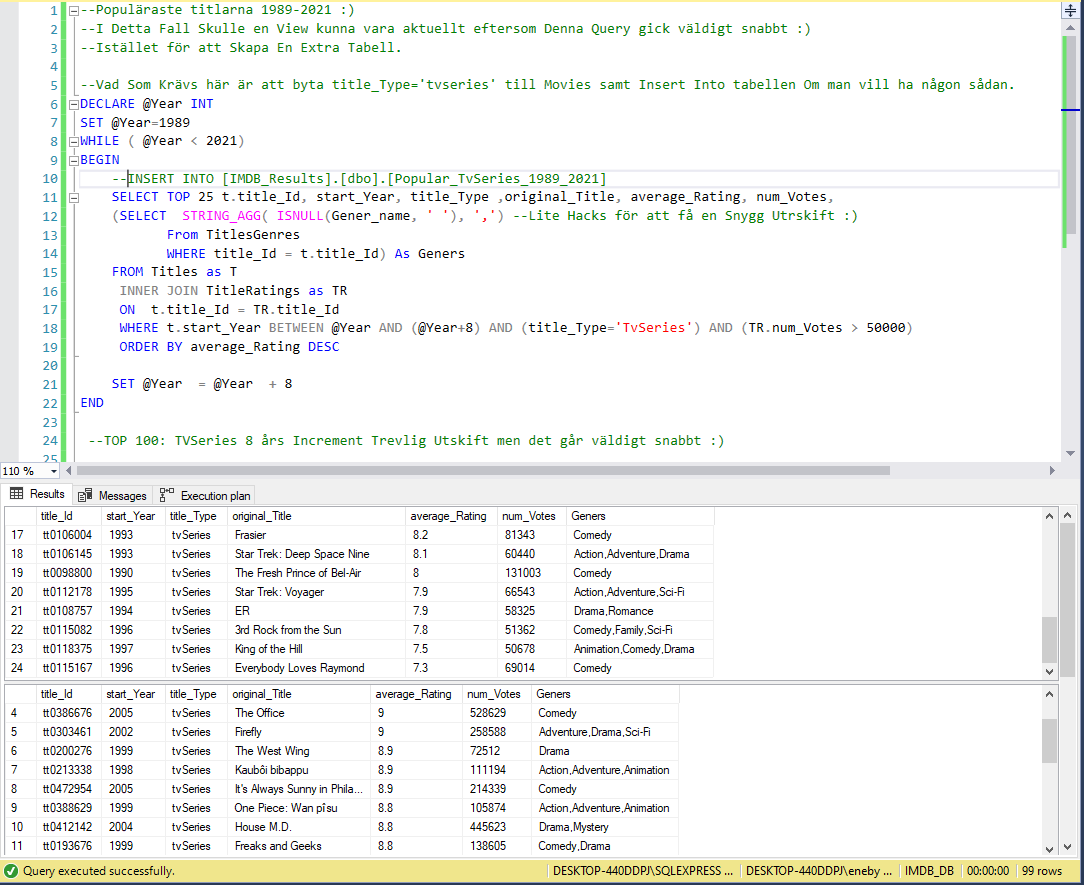 1 --Populäraste titlarna 1989-2021 :)
2 --I Detta Fall Skulle en View kunna vara aktuellt eftersom Denna Query gick väldigt snabbt :)
3 --Istället för att Skapa En Extra Tabell.
4
5 --Vad Som Krävs här är att byta title_Type='tvseries' till Movies samt Insert Into tabellen Om man vill ha någon sådan.
6 DECLARE @Year INT
7 SET @Year=1989
8 WHILE ( @Year < 2021)
9 BEGIN
10 --INSERT INTO [IMDB_Results].[dbo].[Popular_TvSeries_1989_2021]
11 SELECT TOP 25 t.title_Id, start_Year, title_Type ,original_Title, average_Rating, num_Votes,
12 (SELECT STRING_AGG( ISNULL(Gener_name, ' '), ',') --Lite Hacks för att få en Snygg Utrskift :)
13 From TitlesGenres
14 WHERE title_Id = t.title_Id) As Geners
15 FROM Titles as T
16 INNER JOIN TitleRatings as TR
17 ON t.title_Id = TR.title_Id
18 WHERE t.start_Year BETWEEN @Year AND (@Year+8) AND (title_Type='TvSeries') AND (TR.num_Votes > 50000)
19 ORDER BY average_Rating DESC
20
21 SET @Year = @Year + 8
22 END
23
24 --TOP 100: TVSeries 8 års Increment Trevlig Utskift men det går väldigt snabbt :)
25
110 %
Results Messages Execution plan
title_Id start_Year title_Type original_Title average_Rating num_Votes Geners
17 tt0106004 1993 tvSeries Frasier 8.2 81343 Comedy
18 tt0106145 1993 tvSeries Star Trek: Deep Space Nine 8.1 60440 Action,Adventure,Drama
19 tt0098800 1990 tvSeries The Fresh Prince of Bel-Air 8 131003 Comedy
20 tt0112178 1995 tvSeries Star Trek: Voyager 7.9 66543 Action,Adventure,Sci-Fi
21 tt0108757 1994 tvSeries ER 7.9 58325 Drama,Romance
22 tt0115082 1996 tvSeries 3rd Rock from the Sun 7.8 51362 Comedy,Family,Sci-Fi
23 tt0118375 1997 tvSeries King of the Hill 7.5 50678 Animation,Comedy,Drama
24 tt0115167 1996 tvSeries Everybody Loves Raymond 7.3 69014 Comedy
title_Id start_Year title_Type original_Title average_Rating num_Votes Geners
4 tt0386676 2005 tvSeries The Office 9 528629 Comedy
5 tt0303461 2002 tvSeries Firefly 9 258588 Adventure,Drama,Sci-Fi
6 tt0200276 1999 tvSeries The West Wing 8.9 72512 Drama
7 tt0213338 1998 tvSeries Kaubôi bibappu 8.9 111194 Action,Adventure,Animation
8 tt0472954 2005 tvSeries It's Always Sunny in Phila... 8.9 214339 Comedy
9 tt0388629 1999 tvSeries One Piece: Wan pîsu 8.8 105874 Action,Adventure,Animation
10 tt0412142 2004 tvSeries House M.D. 8.8 445623 Drama,Mystery
11 tt0193676 1999 tvSeries Freaks and Geeks 8.8 138605 Comedy,Drama
Query executed successfully. DESKTOP-440DDPJ\SQLEXPRESS ... DESKTOP-440DDPJ\eneby ... IMDB_DB 00:00:00 99 rows